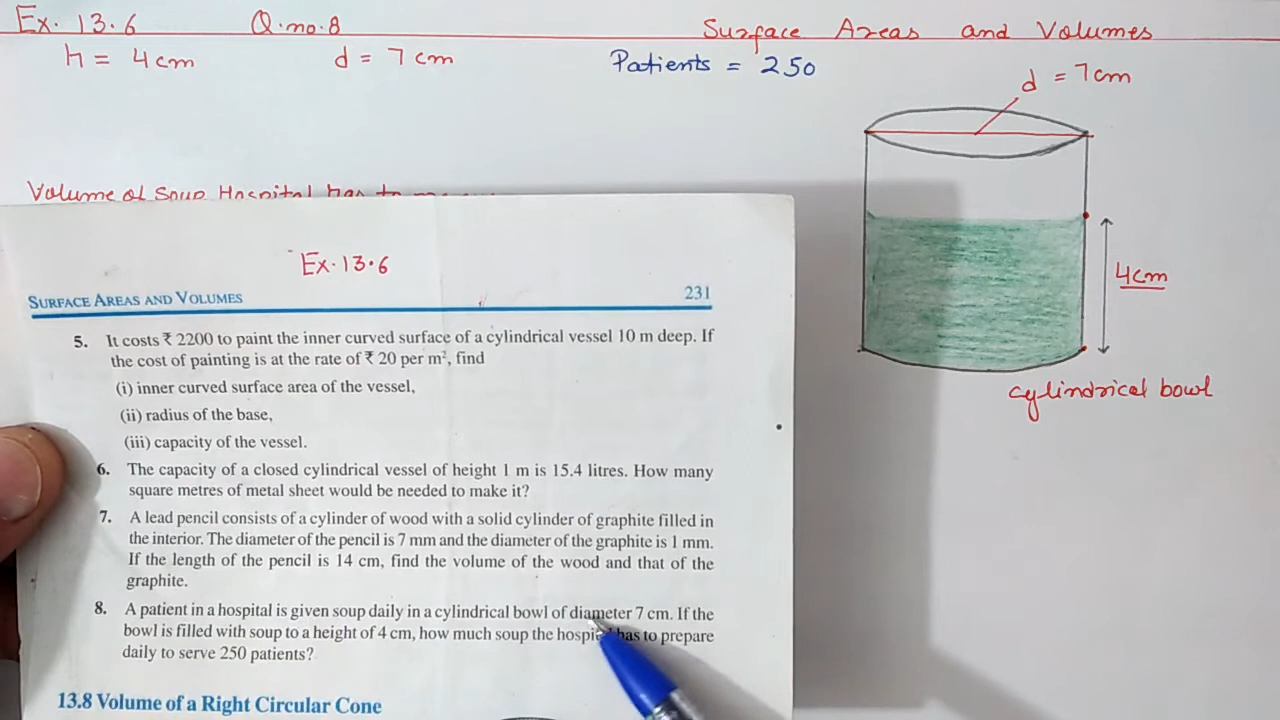 Ex. 13.6 Q.no.8 Surface Areas and Volumes
h = 4cm d = 7cm Patients = 250
d = 7cm
Volume of Soup Hospital has to
4cm
cylindrical bowl
Ex.13.6
SURFACE AREAS AND VOLUMES 231
5. It costs ₹ 2200 to paint the inner curved surface of a cylindrical vessel 10 m deep. If
the cost of painting is at the rate of ₹ 20 per m², find
(i) inner curved surface area of the vessel,
(ii) radius of the base,
(iii) capacity of the vessel.
6. The capacity of a closed cylindrical vessel of height 1 m is 15.4 litres. How many
square metres of metal sheet would be needed to make it?
7. A lead pencil consists of a cylinder of wood with a solid cylinder of graphite filled in
the interior. The diameter of the pencil is 7 mm and the diameter of the graphite is 1 mm.
If the length of the pencil is 14 cm, find the volume of the wood and that of the
graphite.
8. A patient in a hospital is given soup daily in a cylindrical bowl of diameter 7 cm. If the
bowl is filled with soup to a height of 4 cm, how much soup the hospital has to prepare
daily to serve 250 patients?
13.8 Volume of a Right Circular Cone